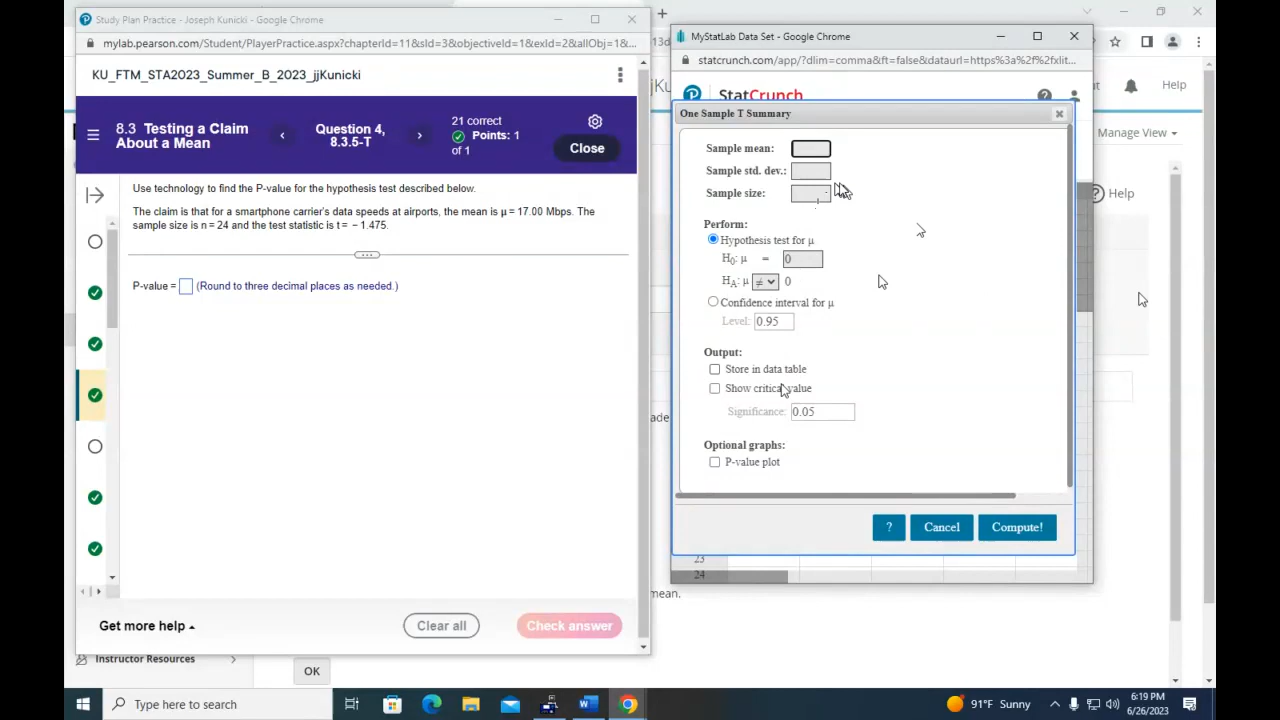 Study Plan Practice - Joseph Kunicki - Google Chrome
mylab.pearson.com/Student/PlayerPractice.aspx?chapterId=11&sId=3&objectiveId=1&exId=2&allObj=1&...
KU_FTM_STA2023_Summer_B_2023_jjKunicki
8.3 Testing a Claim About a Mean
Question 4, 8.3.5-T
21 correct
Points: 1 of 1
Close
Use technology to find the P-value for the hypothesis test described below.
The claim is that for a smartphone carrier's data speeds at airports, the mean is μ = 17.00 Mbps. The
sample size is n = 24 and the test statistic is t = − 1.475.
P-value = (Round to three decimal places as needed.)
Get more help
Clear all
Check answer
Instructor Resources
OK
MyStatLab Data Set - Google Chrome
statcrunch.com/app/?dlim=comma&ft=false&dataurl=https%3a%2f%2fxlit...
StatCrunch
One Sample T Summary
Sample mean:
Sample std. dev.:
Sample size:
Perform:
Hypothesis test for μ
H0: μ = 0
HA: μ ≠ 0
Confidence interval for μ
Level: 0.95
Output:
Store in data table
Show critical value
Significance: 0.05
Optional graphs:
P-value plot
?
Cancel
Compute!
23
24
mean.
Help
Manage View
Help
Type here to search
91°F Sunny
6:19 PM
6/26/2023